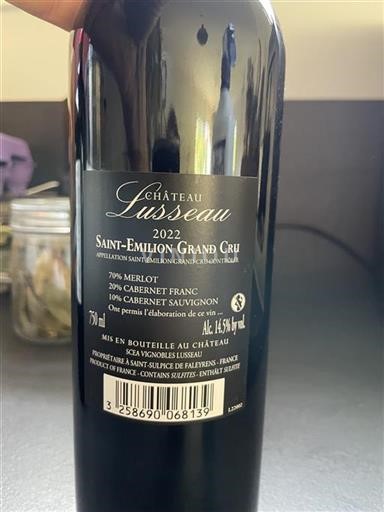 CHÂTEAU
Lusseau
2022
SAINT-EMILION GRAND CRU
APPELLATION SAINT-EMILION GRAND CRU CONTRÔLÉE
70% MERLOT
20% CABERNET FRANC
10% CABERNET SAUVIGNON
Ont permis l'élaboration de ce vin ...
750 ml
Alc. 14,5% by vol.
MIS EN BOUTEILLE AU CHÂTEAU
SCEA VIGNOBLES LUSSEAU
PROPRIÉTAIRE À SAINT-SULPICE DE FALEYRENS - FRANCE
PRODUCT OF FRANCE - CONTAINS SULFITES - ENTHÄLT SULFITE
3 258690 068139